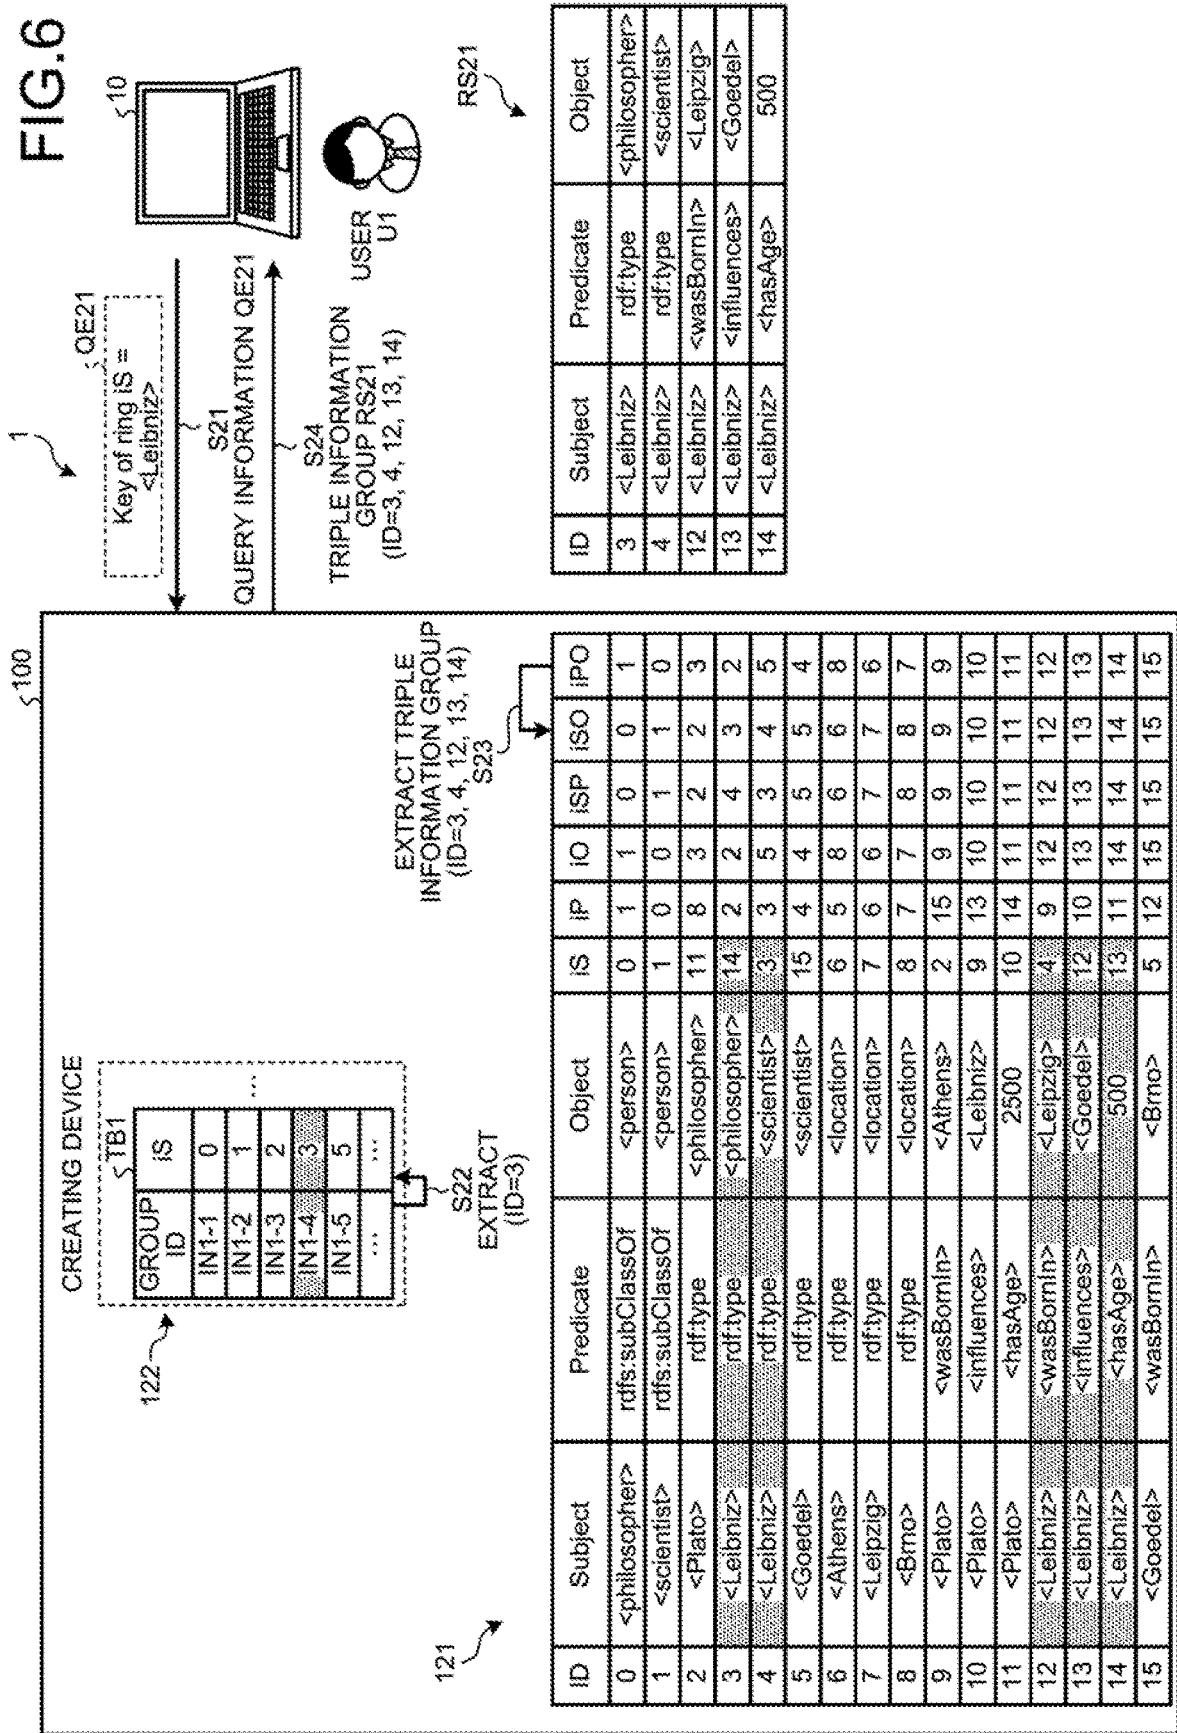 FIG.6
1
QE21
Key of ring iS =
<Leibniz>
S21
QUERY INFORMATION QE21
10
USER
U1
S24
TRIPLE INFORMATION
GROUP RS21
(ID=3, 4, 12, 13, 14)
RS21
ID Subject Predicate Object
3 <Leibniz> rdf:type <philosopher>
4 <Leibniz> rdf:type <scientist>
12 <Leibniz> <wasBornIn> <Leipzig>
13 <Leibniz> <influences> <Goedel>
14 <Leibniz> <hasAge> 500
100
CREATING DEVICE
122
TB1
GROUP ID iS
IN1-1 0
IN1-2 1
IN1-3 2
IN1-4 3
IN1-5 5
... ...
...
S22
EXTRACT
(ID=3)
EXTRACT TRIPLE
INFORMATION GROUP
(ID=3, 4, 12, 13, 14)
S23
121
ID Subject Predicate Object iS iP iO iSP iSO iPO
0 <philosopher> rdfs:subClassOf <person> 0 1 1 0 0 1
1 <scientist> rdfs:subClassOf <person> 1 0 0 1 1 0
2 <Plato> rdf:type <philosopher> 11 8 3 2 2 3
3 <Leibniz> rdf:type <philosopher> 14 2 2 4 3 2
4 <Leibniz> rdf:type <scientist> 3 3 5 3 4 5
5 <Goedel> rdf:type <scientist> 15 4 4 5 5 4
6 <Athens> rdf:type <location> 6 5 8 6 6 8
7 <Leipzig> rdf:type <location> 7 6 6 7 7 6
8 <Brno> rdf:type <location> 8 7 7 8 8 7
9 <Plato> <wasBornIn> <Athens> 2 15 9 9 9 9
10 <Plato> <influences> <Leibniz> 9 13 10 10 10 10
11 <Plato> <hasAge> 2500 10 14 11 11 11 11
12 <Leibniz> <wasBornIn> <Leipzig> 4 9 12 12 12 12
13 <Leibniz> <influences> <Goedel> 12 10 13 13 13 13
14 <Leibniz> <hasAge> 500 13 11 14 14 14 14
15 <Goedel> <wasBornIn> <Brno> 5 12 15 15 15 15